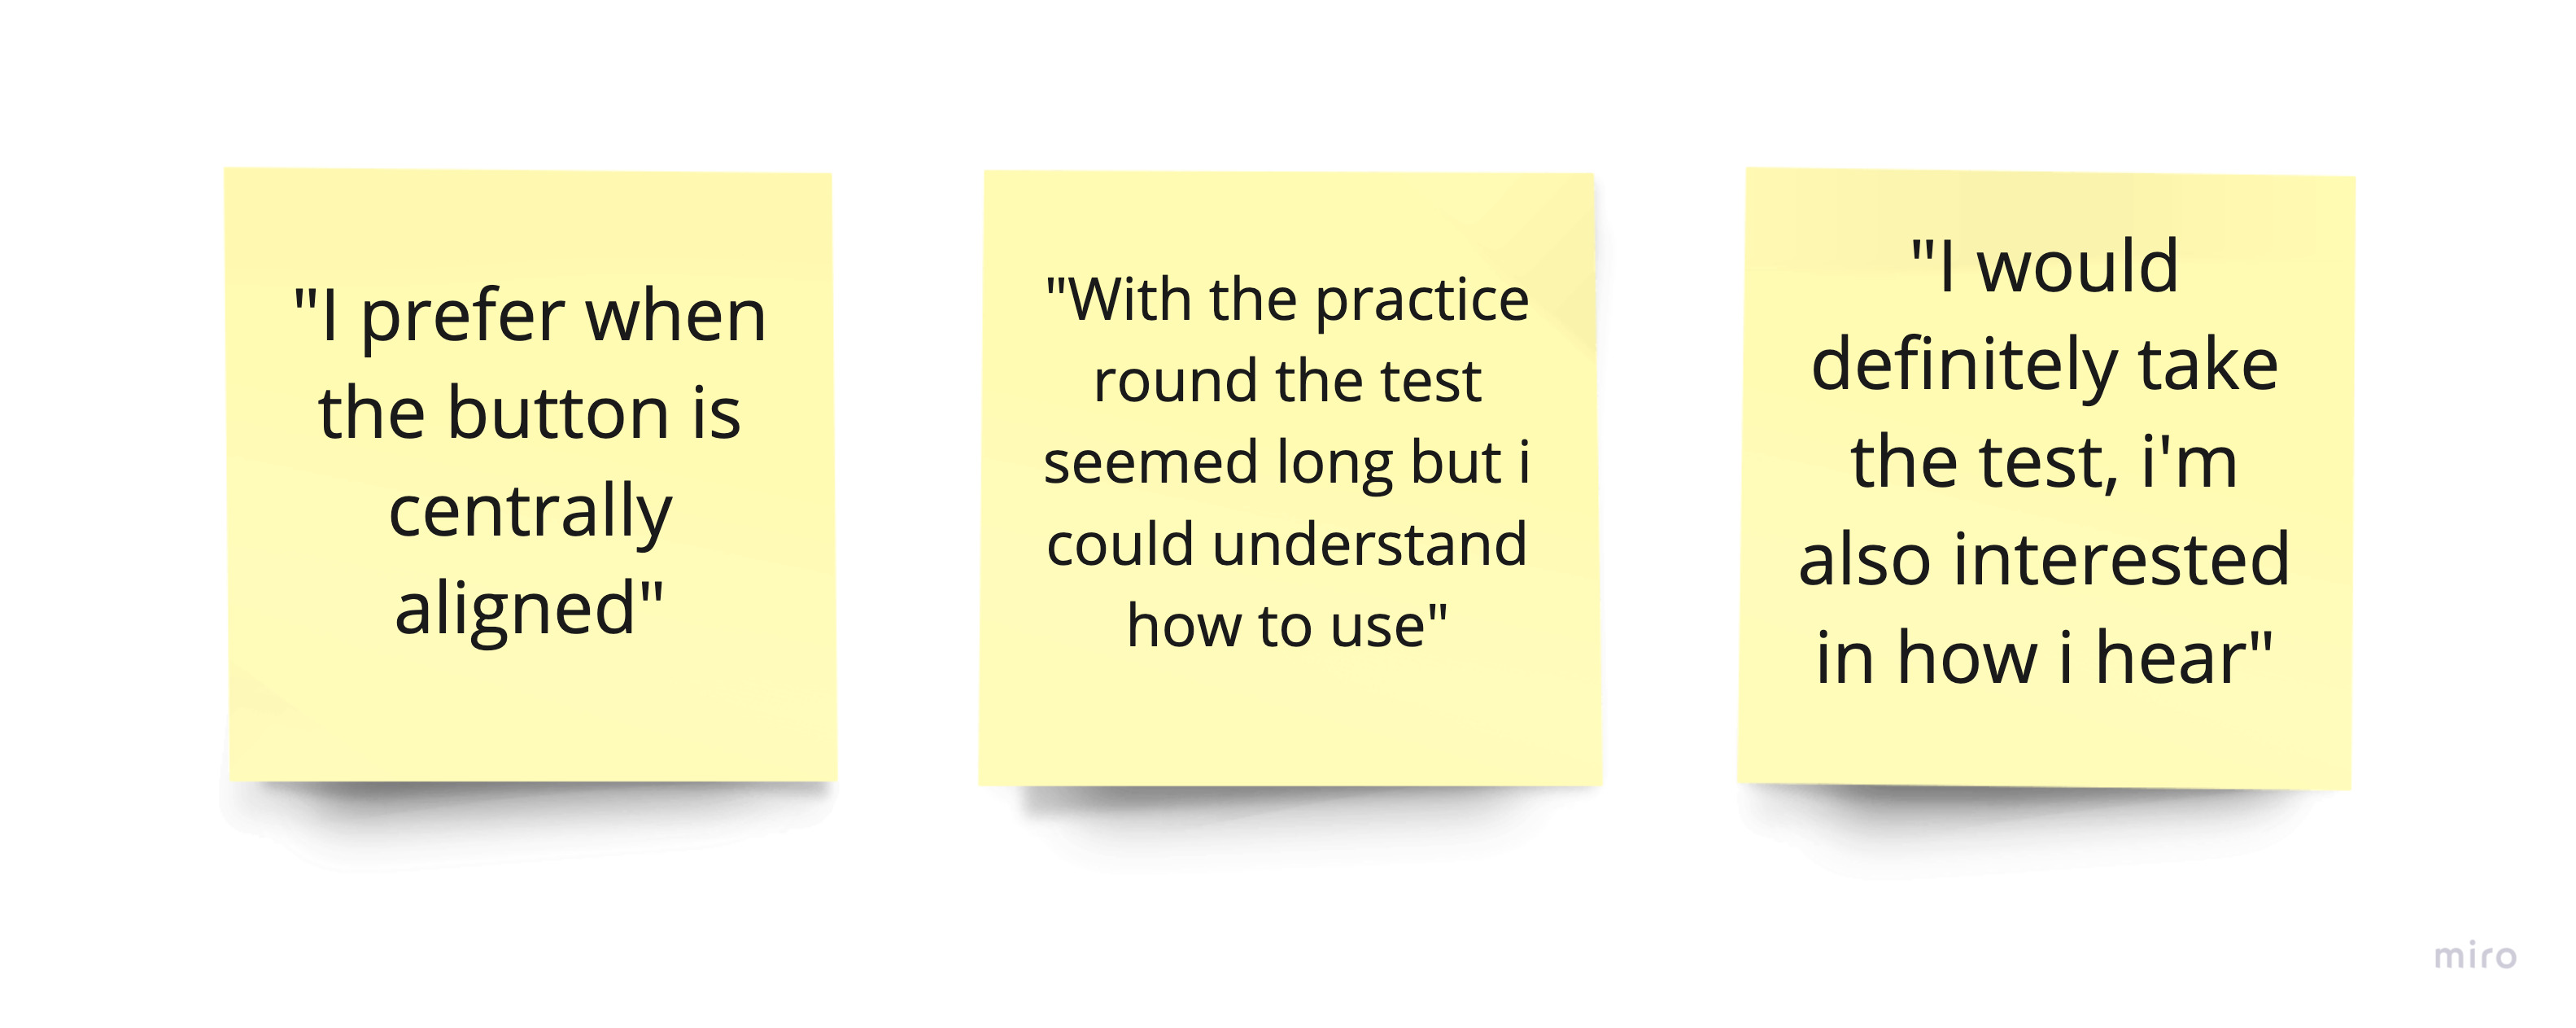 "I prefer when
the button is
centrally
aligned"
"With the practice
round the test
seemed long but i
could understand
how to use"
"I would
definitely take
the test, i'm
also interested
in how i hear"
miro